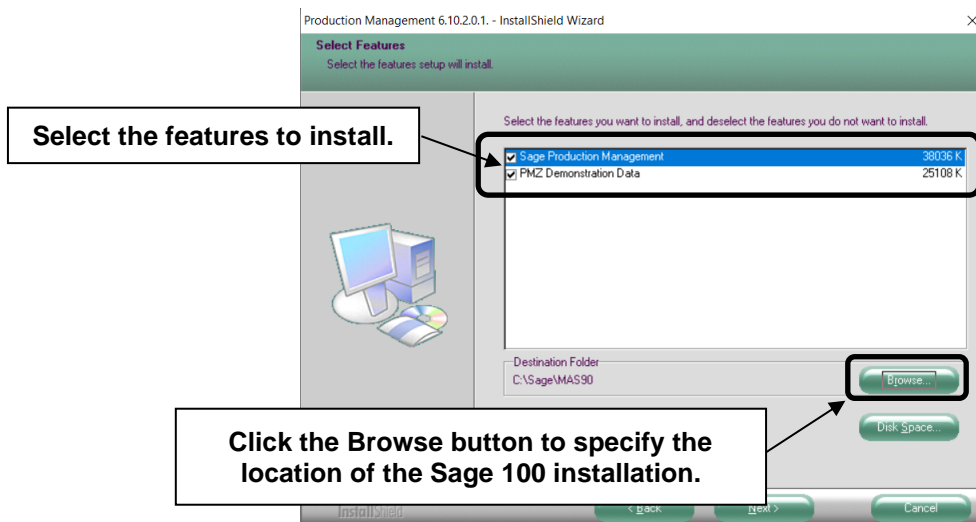 Production Management 6.10.2.0.1. - InstallShield Wizard
Select Features
Select the features setup will install.
Select the features you want to install, and deselect the features you do not want to install.
Select the features to install.
Sage Production Management 38036 K
PMZ Demonstration Data 25108 K
Destination Folder
C:\Sage\MAS90
Browse...
Disk Space...
Click the Browse button to specify the
location of the Sage 100 installation.
InstallShield
< Back
Next >
Cancel